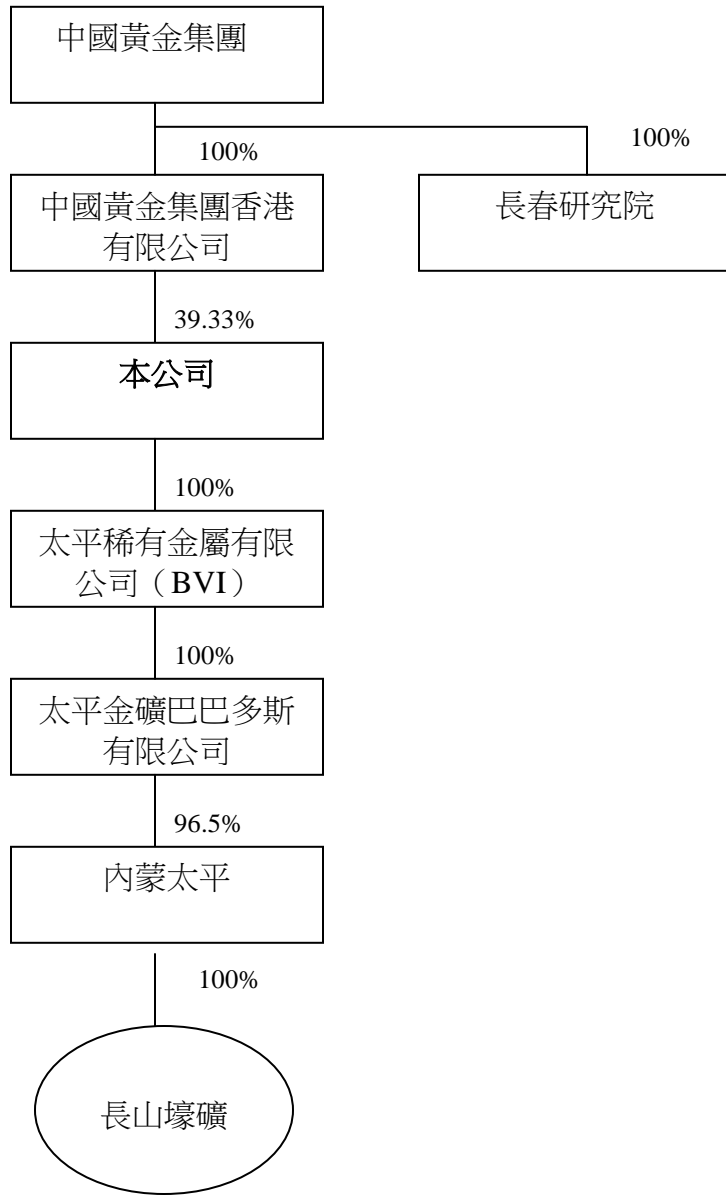 中國黃金集團
100%
100%
中國黃金集團香港
有限公司
長春研究院
39.33%
本公司
100%
太平稀有金屬有限
公司（BVI）
100%
太平金礦巴巴多斯
有限公司
96.5%
內蒙太平
100%
長山壕礦